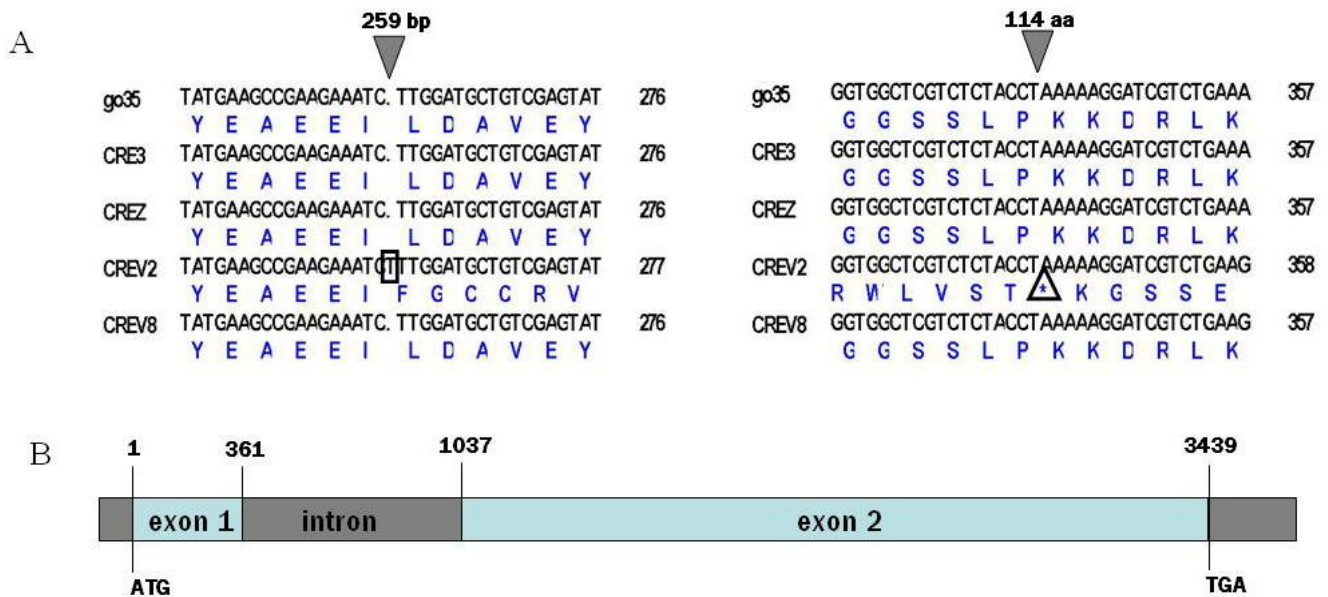 A
259 bp
114 aa
go35 TATGAAGCCGAAGAAATC.TTGGATGCTGTCGAGTAT 276
Y E A E E I L D A V E Y
CRE3 TATGAAGCCGAAGAAATC.TTGGATGCTGTCGAGTAT 276
Y E A E E I L D A V E Y
CREZ TATGAAGCCGAAGAAATC.TTGGATGCTGTCGAGTAT 276
Y E A E E I L D A V E Y
CREV2 TATGAAGCCGAAGAAATCTTTGGATGCTGTCGAGTAT 277
Y E A E E I F G C C R V
CREV8 TATGAAGCCGAAGAAATC.TTGGATGCTGTCGAGTAT 276
Y E A E E I L D A V E Y
go35 GGTGGCTCGTCTCTACCTAAAAAGGATCGTCTGAAA 357
G G S S L P K K D R L K
CRE3 GGTGGCTCGTCTCTACCTAAAAAGGATCGTCTGAAA 357
G G S S L P K K D R L K
CREZ GGTGGCTCGTCTCTACCTAAAAAGGATCGTCTGAAA 357
G G S S L P K K D R L K
CREV2 GGTGGCTCGTCTCTACCTAAAAAGGATCGTCTGAAG 358
R W L V S T * K G S S E
CREV8 GGTGGCTCGTCTCTACCTAAAAAGGATCGTCTGAAG 357
G G S S L P K K D R L K
B
1 361 1037 3439
exon 1 intron exon 2
ATG TGA